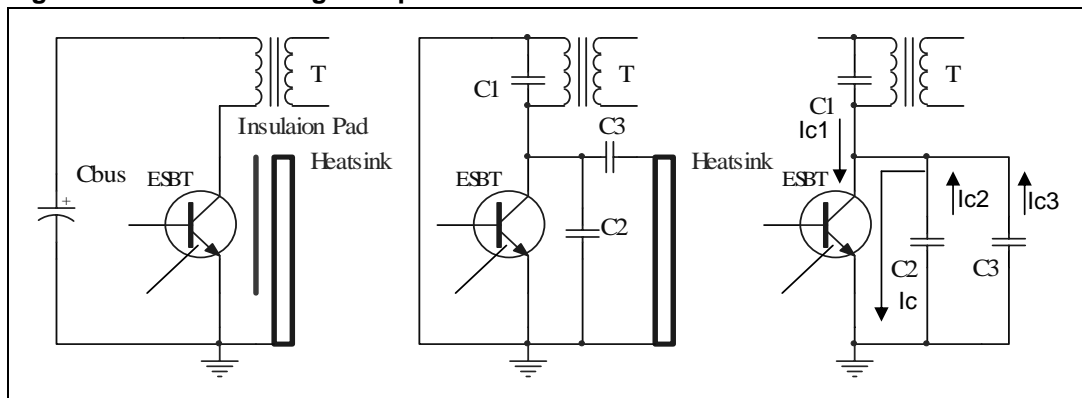 T
Insulaion Pad
Heatsink
Cbus
+
ESBT
C1
T
C3
Heatsink
ESBT
C2
T
C1
Ic1
ESBT
Ic2
Ic3
C2
C3
Ic